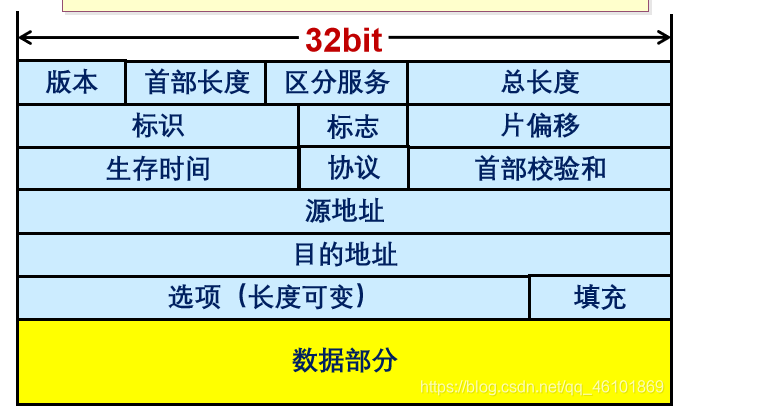 32bit
版本 首部长度 区分服务 总长度
标识 标志 片偏移
生存时间 协议 首部校验和
源地址
目的地址
选项（长度可变） 填充
数据部分
https://blog.csdn.net/qq_46101869